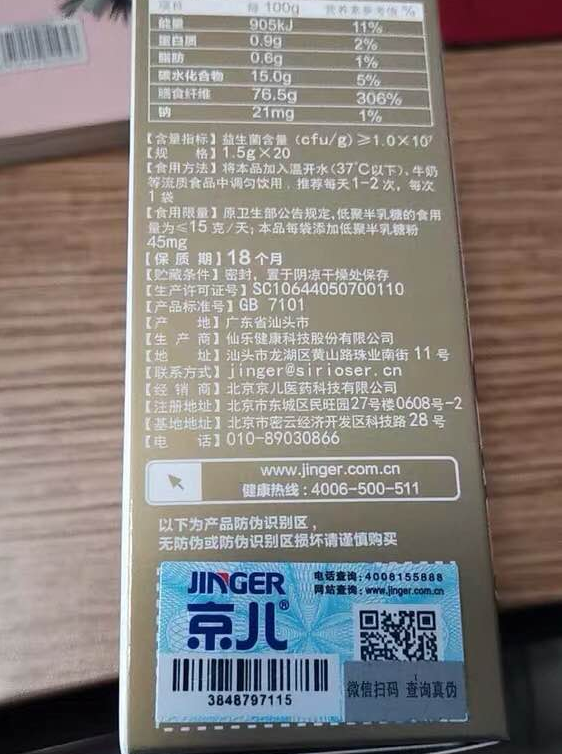 项目 每100g 营养素参考值%
能量 905kJ 11%
蛋白质 0.9g 2%
脂肪 0.6g 1%
碳水化合物 15.0g 5%
膳食纤维 76.5g 306%
钠 21mg 1%
【含量指标】益生菌含量（cfu/g）≥1.0×10⁷
【规 格】1.5g×20
【食用方法】将本品加入温开水(37℃以下),牛奶
等流质食品中调匀饮用．推荐每天1-2次，每次
1袋
【食用限量】原卫生部公告规定,低聚半乳糖的食用
量为≤15克/天;本品每袋添加低聚半乳糖粉
45mg
【保 质 期】18个月
【贮藏条件】密封，置于阴凉干燥处保存
【生产许可证号】SC10644050700110
【产品标准号】GB 7101
【产 地】广东省汕头市
【生 产 商】仙乐健康科技股份有限公司
【地 址】汕头市龙湖区黄山路珠业南街11号
【联系方式】jinger@sirioser.cn
【经 销 商】北京京儿医药科技有限公司
【注册地址】北京市东城区民旺园27号楼0608号-2
【基地地址】北京市密云经济开发区科技路28号
【电 话】010-89030866
www.jinger.com.cn
健康热线：4006-500-511
以下为产品防伪识别区，
无防伪或防伪识别区损坏请谨慎购买
JINGER
京儿®
电话查询：4008155888
网站查询：www.jinger.com.cn
3848797115
微信扫码 查询真伪